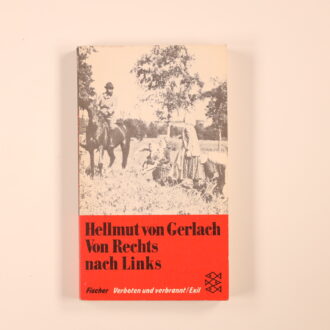 Hellmut von Gerlach
Von Rechts
nach Links
Fischer Verboten und verbrannt/Exil